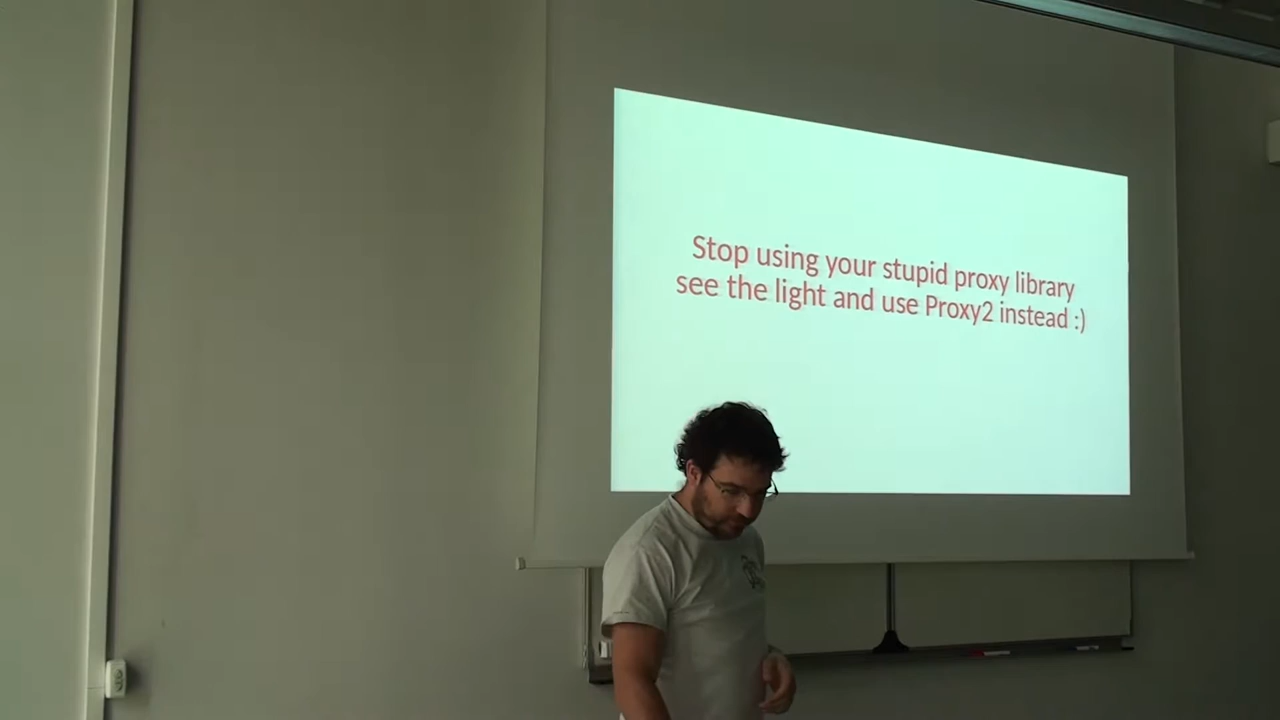 Stop using your stupid proxy library
see the light and use Proxy2 instead :)